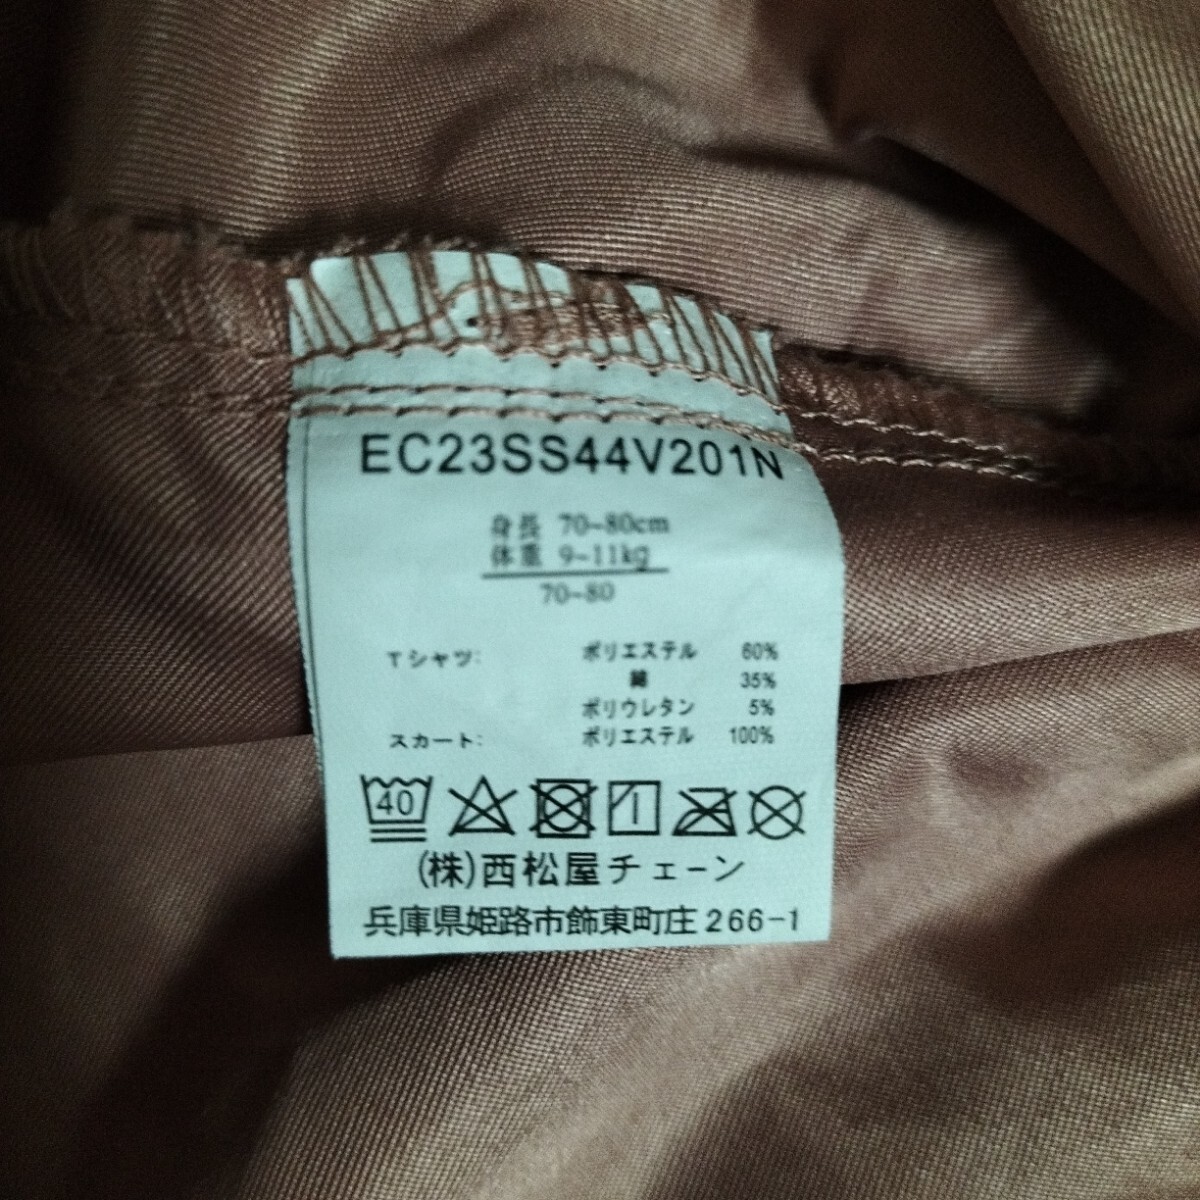 EC23SS44V201N
身長 70~80cm
体重 9~11kg
70~80
Tシャツ: ポリエステル 60%
綿 35%
ポリウレタン 5%
スカート: ポリエステル 100%
40
(株)西松屋チェーン
兵庫県姫路市飾東町庄266-1